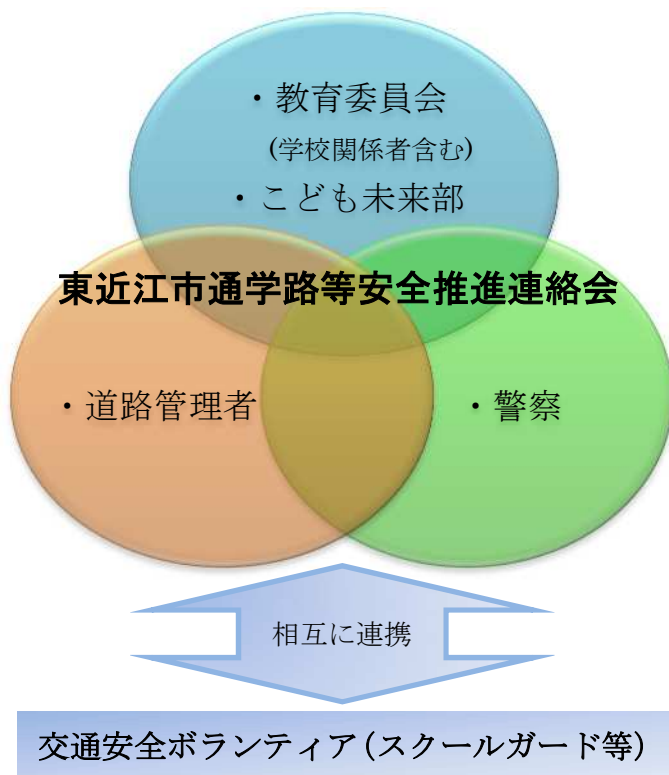 ・教育委員会
(学校関係者含む)
・こども未来部
東近江市通学路等安全推進連絡会
・道路管理者
・警察
相互に連携
交通安全ボランティア(スクールガード等)